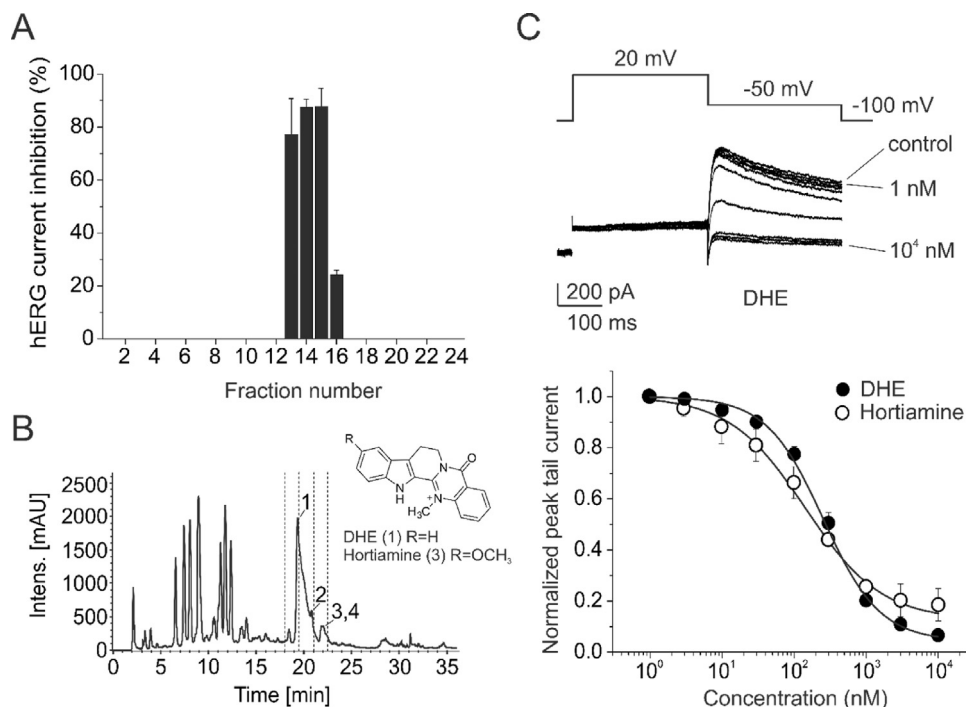 A
hERG current inhibition (%)
100
80
60
40
20
0
2 4 6 8 10 12 14 16 18 20 22 24
Fraction number
B
Intens. [mAU]
2500
2000
1500
1000
500
0
0 5 10 15 20 25 30 35
Time [min]
1
2
3,4
R
N
O
NH
N
+
H₃C
DHE (1) R=H
Hortiamine (3) R=OCH₃
C
20 mV
-50 mV
-100 mV
control
1 nM
10⁴ nM
200 pA
100 ms
DHE
Normalized peak tail current
1.0
0.8
0.6
0.4
0.2
0.0
DHE
Hortiamine
10⁰ 10¹ 10² 10³ 10⁴
Concentration (nM)